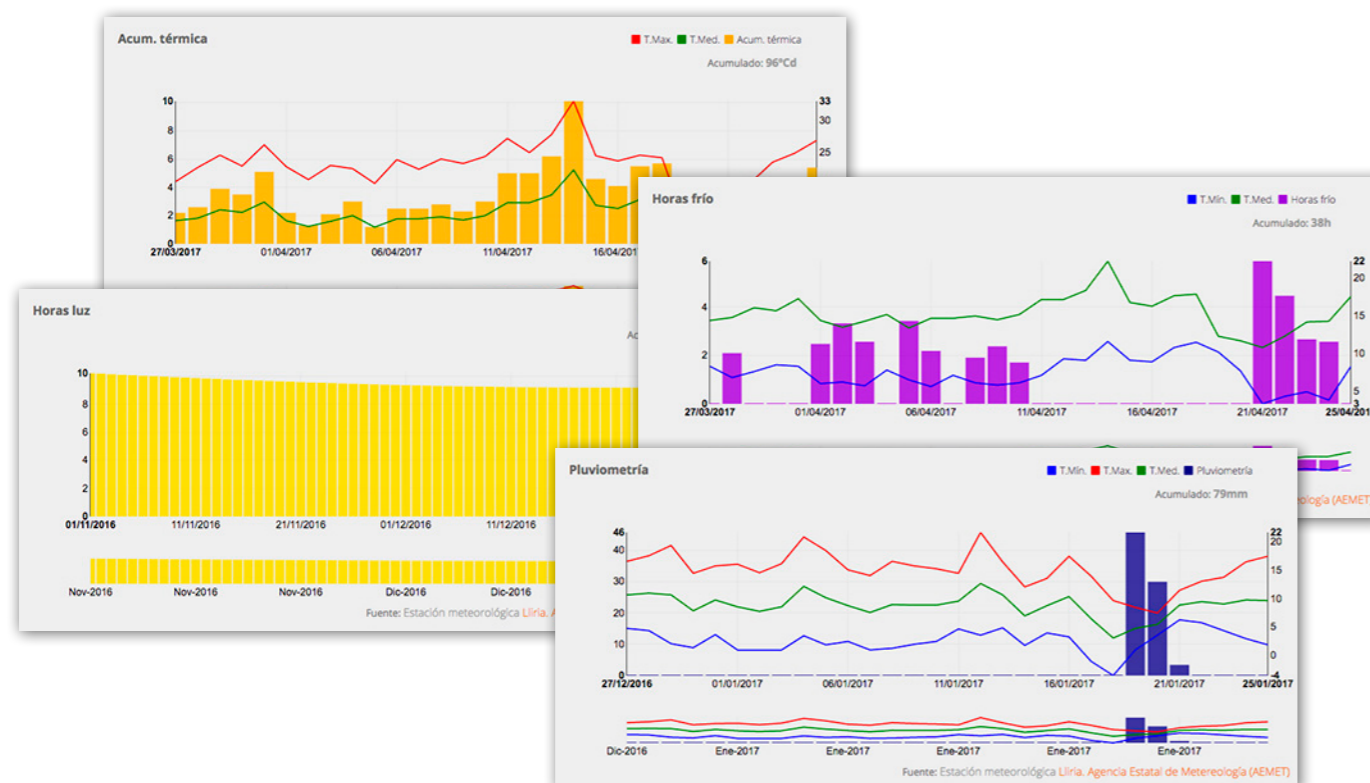 Acum. térmica
T.Max. T.Med. Acum. térmica
Acumulado: 96ºCd
10 33
30
8
25
6
4
2
0
27/03/2017 01/04/2017 06/04/2017 11/04/2017
Horas frío
T.Mín. T.Med. Horas frío
Acumulado: 38h
6 22
20
4 15
10
2
5
0 3
27/03/2017 01/04/2017 06/04/2017 11/04/2017 16/04/2017 21/04/2017
(AEMET)
Horas luz
10
8
6
4
2
0
01/11/2016 11/11/2016 21/11/2016 01/12/2016 11/12/2016
Nov-2016 Nov-2016 Nov-2016 Dic-2016 Dic-2016
Fuente: Estación meteorológica Lliria.
Pluviometría
T.Mín. T.Max. T.Med. Pluviometría
Acumulado: 79mm
46 22
40 20
30 15
10
20
5
10 0
0 -4
27/12/2016 01/01/2017 06/01/2017 11/01/2017 16/01/2017 21/01/2017 25/01/2017
Dic-2016 Ene-2017 Ene-2017 Ene-2017 Ene-2017 Ene-2017
Fuente: Estación meteorológica Lliria. Agencia Estatal de Metereología (AEMET)